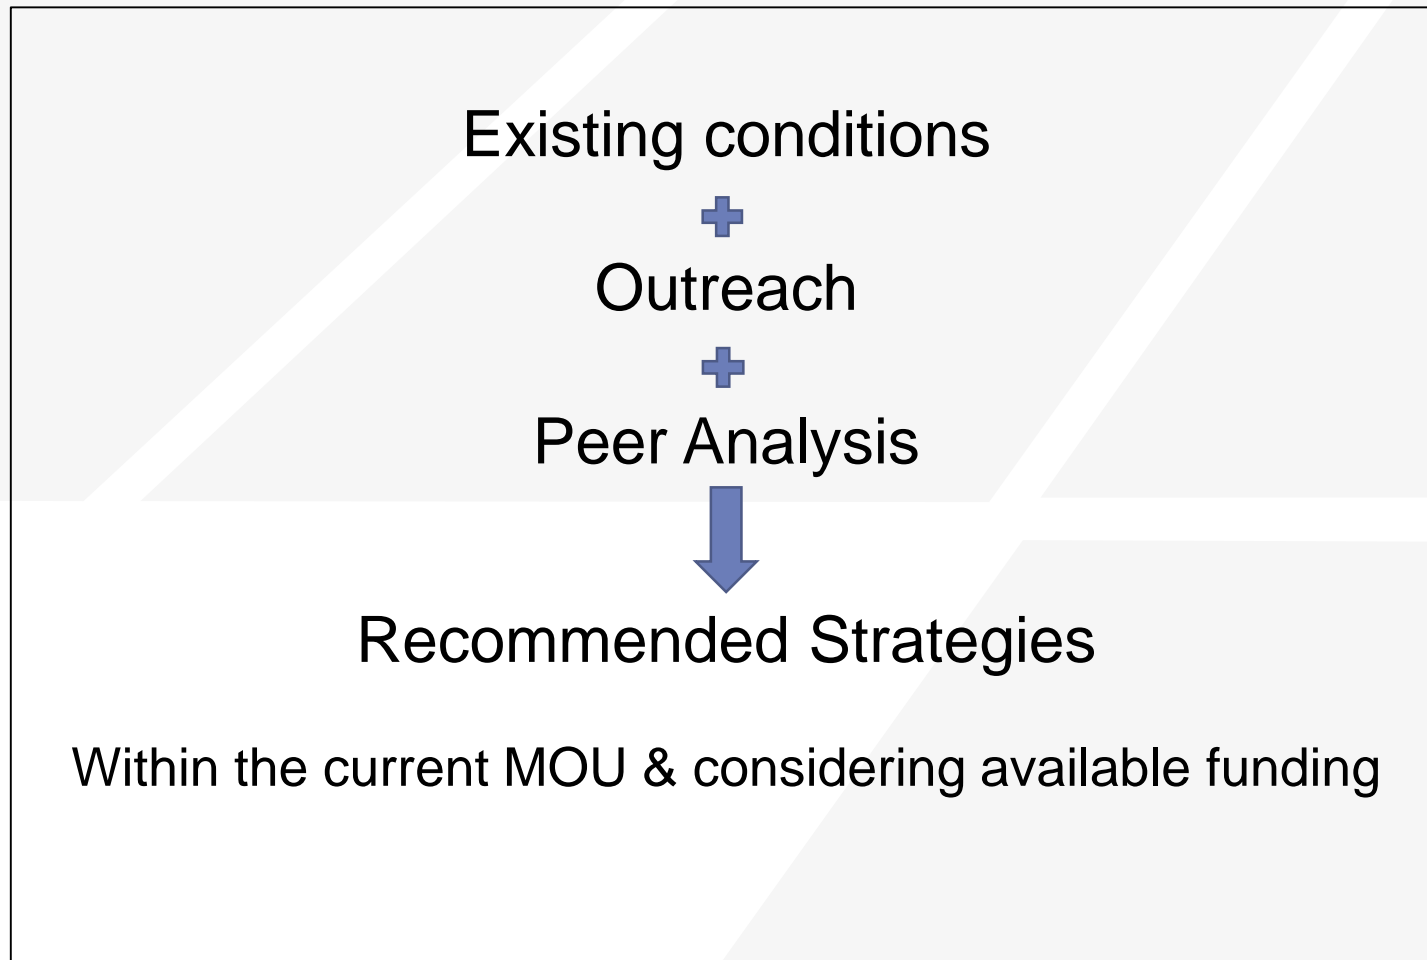 Existing conditions
Outreach
Peer Analysis
Recommended Strategies
Within the current MOU & considering available funding